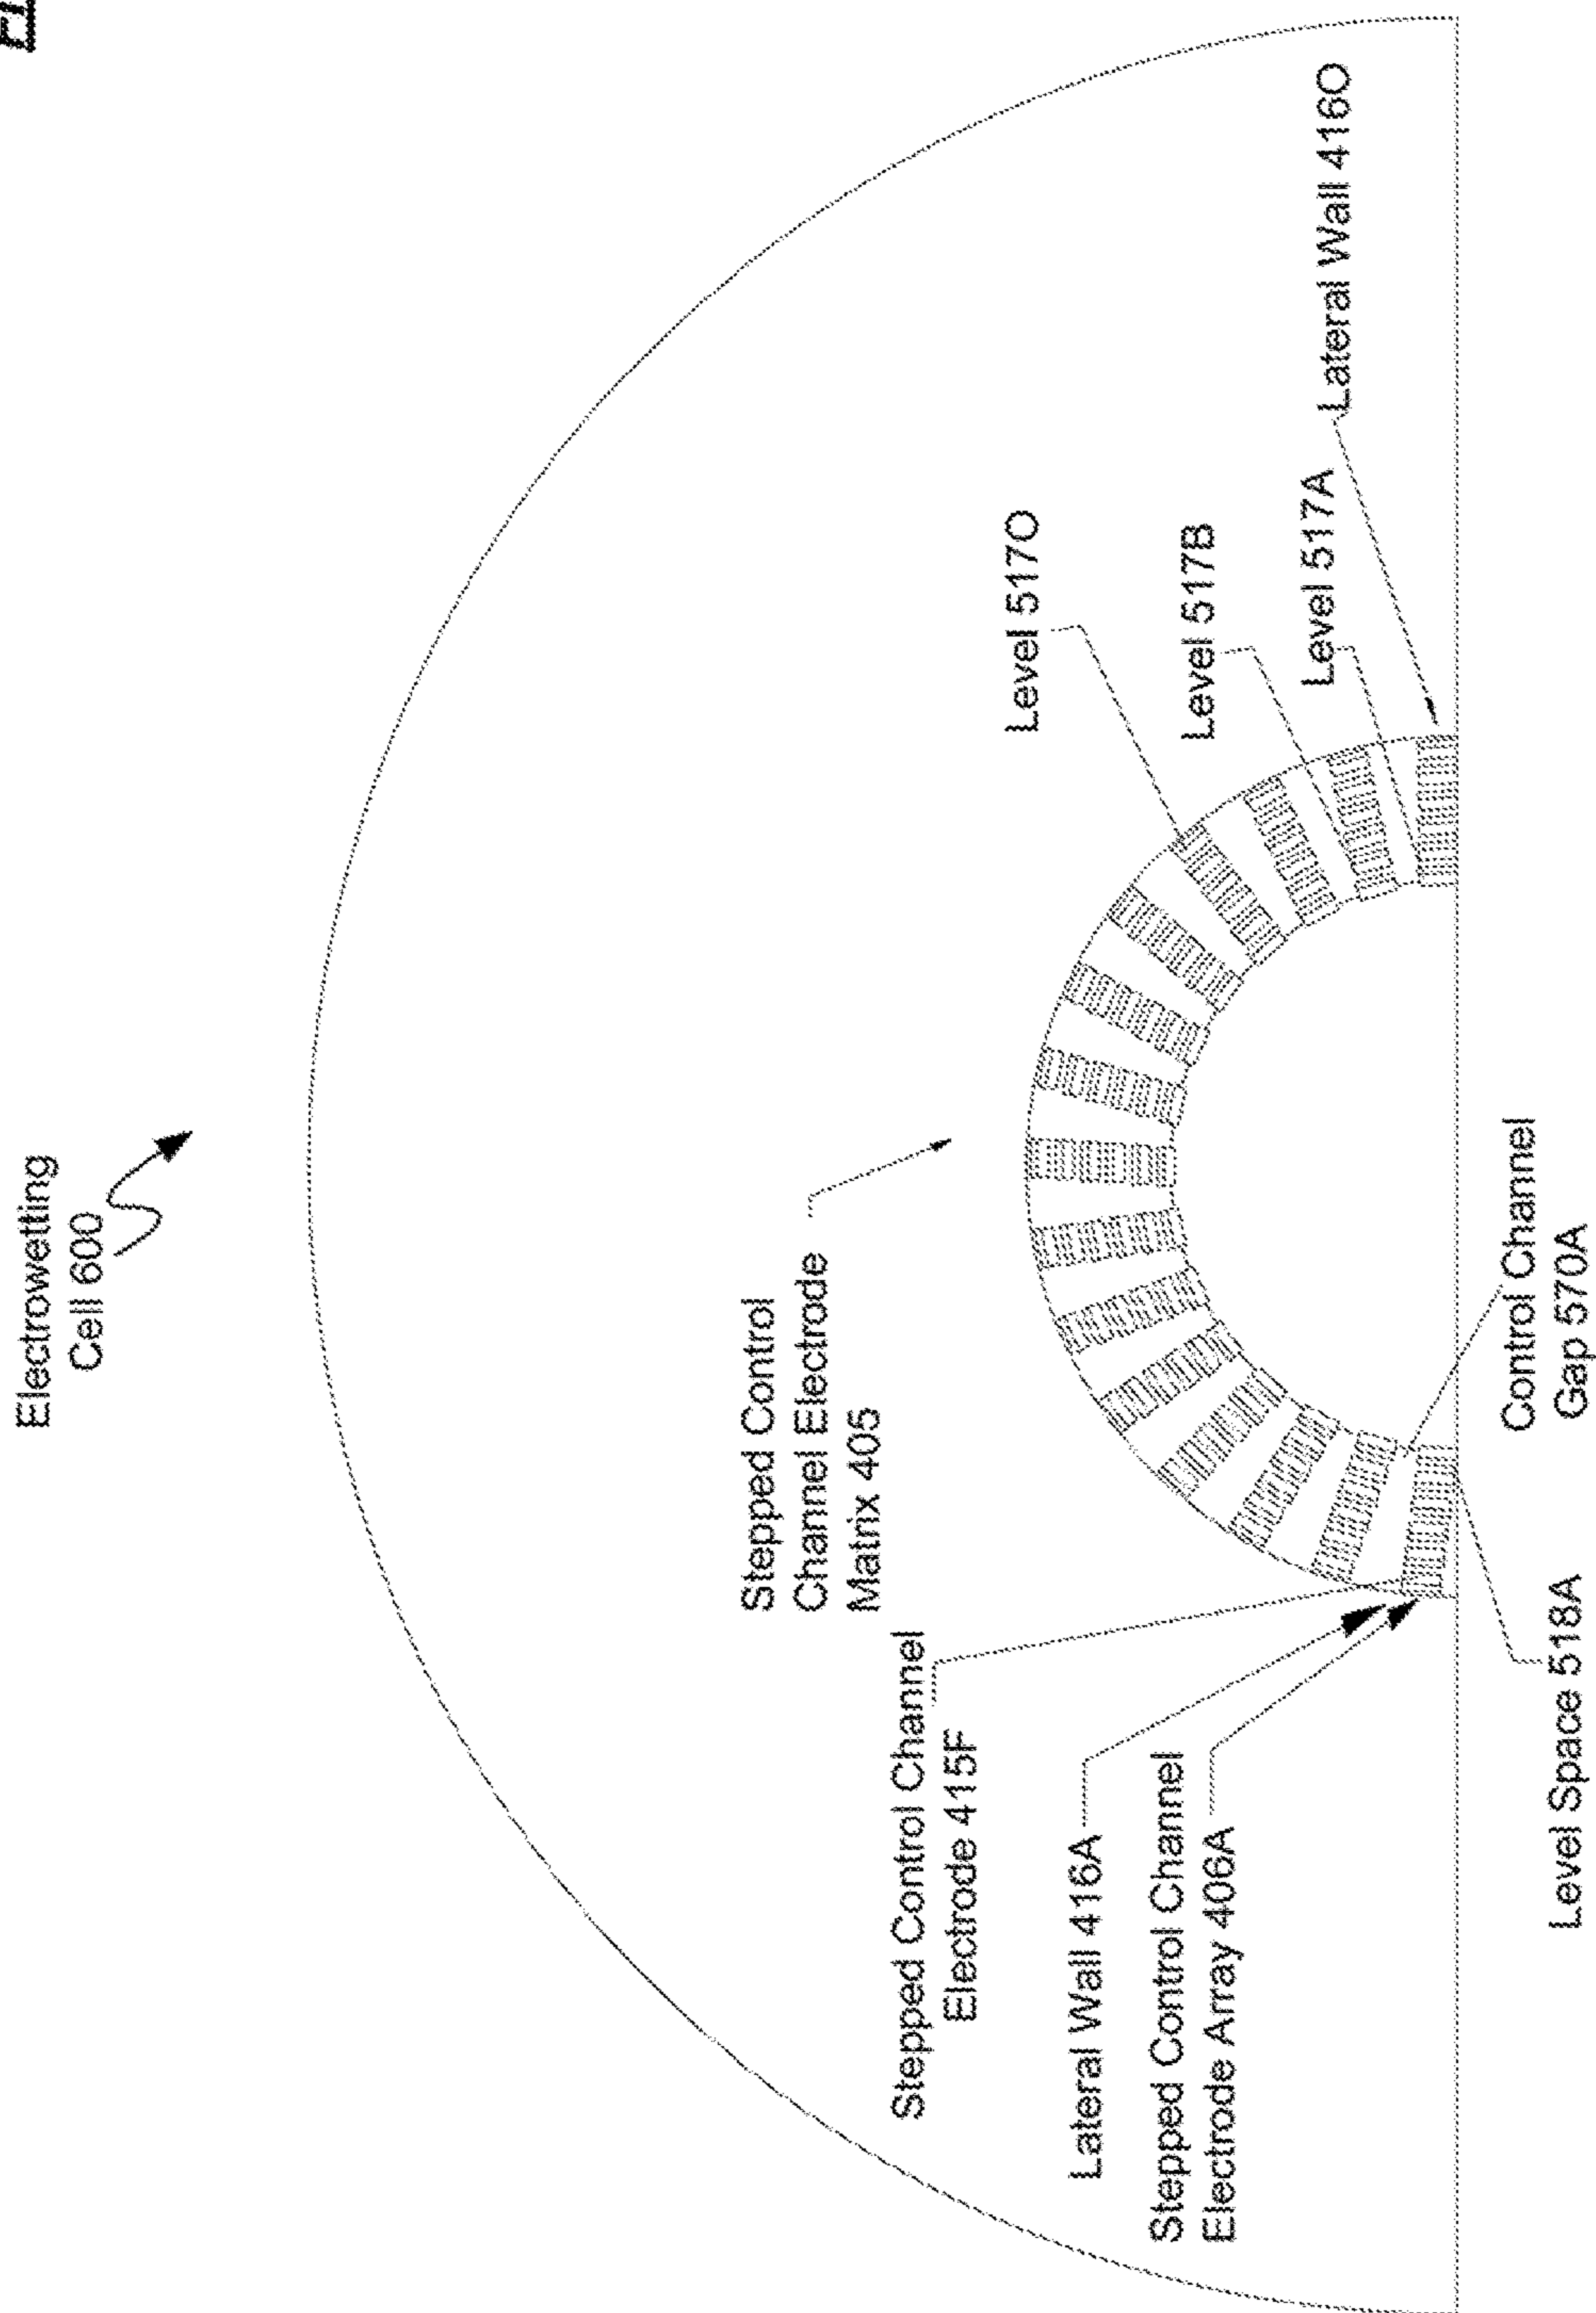 Electrowetting
Cell 600
Stepped Control
Channel Electrode
Matrix 405
Stepped Control Channel
Electrode 415F
Lateral Wall 416A
Stepped Control Channel
Electrode Array 406A
Level 517O
Level 517B
Level 517A
Lateral Wall 416O
Control Channel
Gap 570A
Level Space 518A